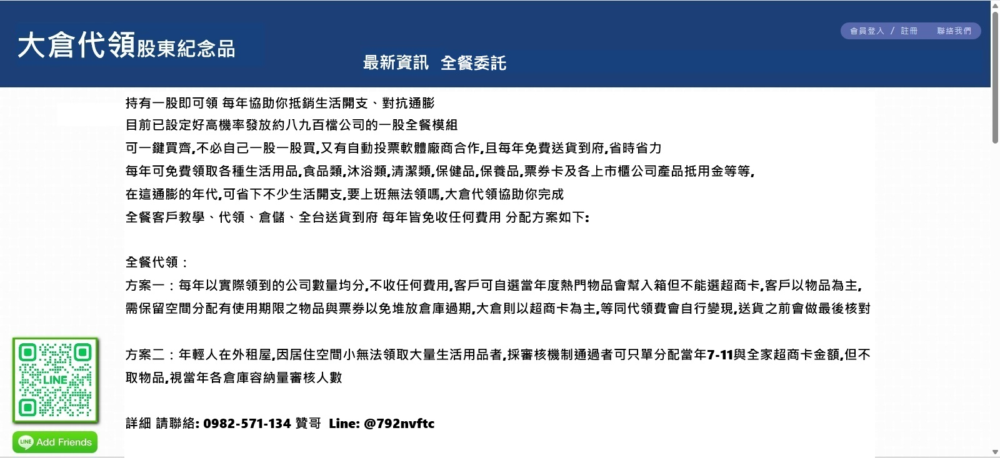 大倉代領股東紀念品
會員登入 / 註冊 聯絡我們
最新資訊 全餐委託
持有一股即可領 每年協助你抵銷生活開支、對抗通膨
目前已設定好高機率發放約八九百檔公司的一股全餐模組
可一鍵買齊,不必自己一股一股買,又有自動投票軟體廠商合作,且每年免費送貨到府,省時省力
每年可免費領取各種生活用品,食品類,沐浴類,清潔類,保健品,保養品,票券卡及各上市櫃公司產品抵用金等等,
在這通膨的年代,可省下不少生活開支,要上班無法領嗎,大倉代領協助你完成
全餐客戶教學、代領、倉儲、全台送貨到府 每年皆免收任何費用 分配方案如下:
全餐代領：
方案一：每年以實際領到的公司數量均分,不收任何費用,客戶可自選當年度熱門物品會幫入箱但不能選超商卡,客戶以物品為主,
需保留空間分配有使用期限之物品與票券以免堆放倉庫過期,大倉則以超商卡為主,等同代領費會自行變現,送貨之前會做最後核對
方案二：年輕人在外租屋,因居住空間小無法領取大量生活用品者,採審核機制通過者可只單分配當年7-11與全家超商卡金額,但不
取物品,視當年各倉庫容納量審核人數
詳細 請聯絡: 0982-571-134 贊哥 Line: @792nvftc
LINE
LINE Add Friends